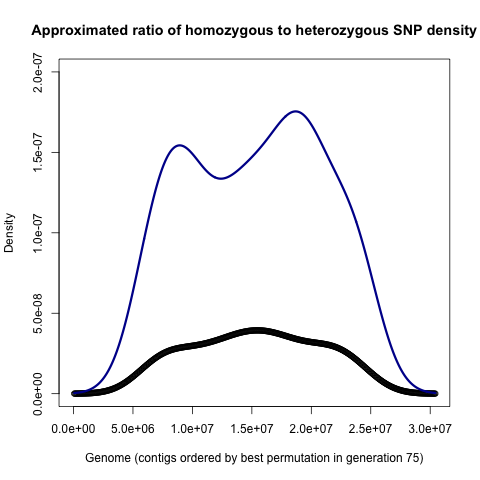 Approximated ratio of homozygous to heterozygous SNP density
Density
2.0e-07
1.5e-07
1.0e-07
5.0e-08
0.0e+00
0.0e+00 5.0e+06 1.0e+07 1.5e+07 2.0e+07 2.5e+07 3.0e+07
Genome (contigs ordered by best permutation in generation 75)